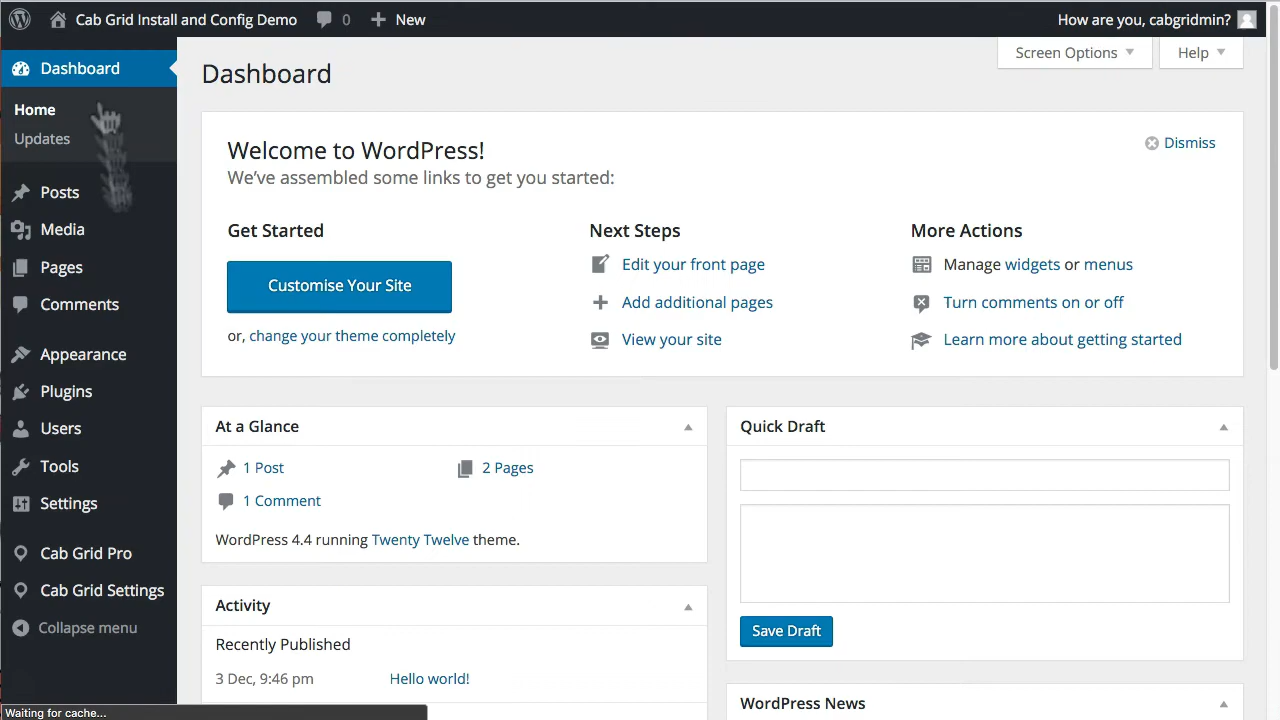 Cab Grid Install and Config Demo 0 New How are you, cabgridmin?
Screen Options Help
Dashboard
Home
Updates
Posts
Media
Pages
Comments
Appearance
Plugins
Users
Tools
Settings
Cab Grid Pro
Cab Grid Settings
Collapse menu
Dashboard
Welcome to WordPress!
We've assembled some links to get you started:
Dismiss
Get Started
Customise Your Site
or, change your theme completely
Next Steps
Edit your front page
Add additional pages
View your site
More Actions
Manage widgets or menus
Turn comments on or off
Learn more about getting started
At a Glance
1 Post 2 Pages
1 Comment
WordPress 4.4 running Twenty Twelve theme.
Activity
Recently Published
3 Dec, 9:46 pm Hello world!
Quick Draft
Save Draft
WordPress News
Waiting for cache...